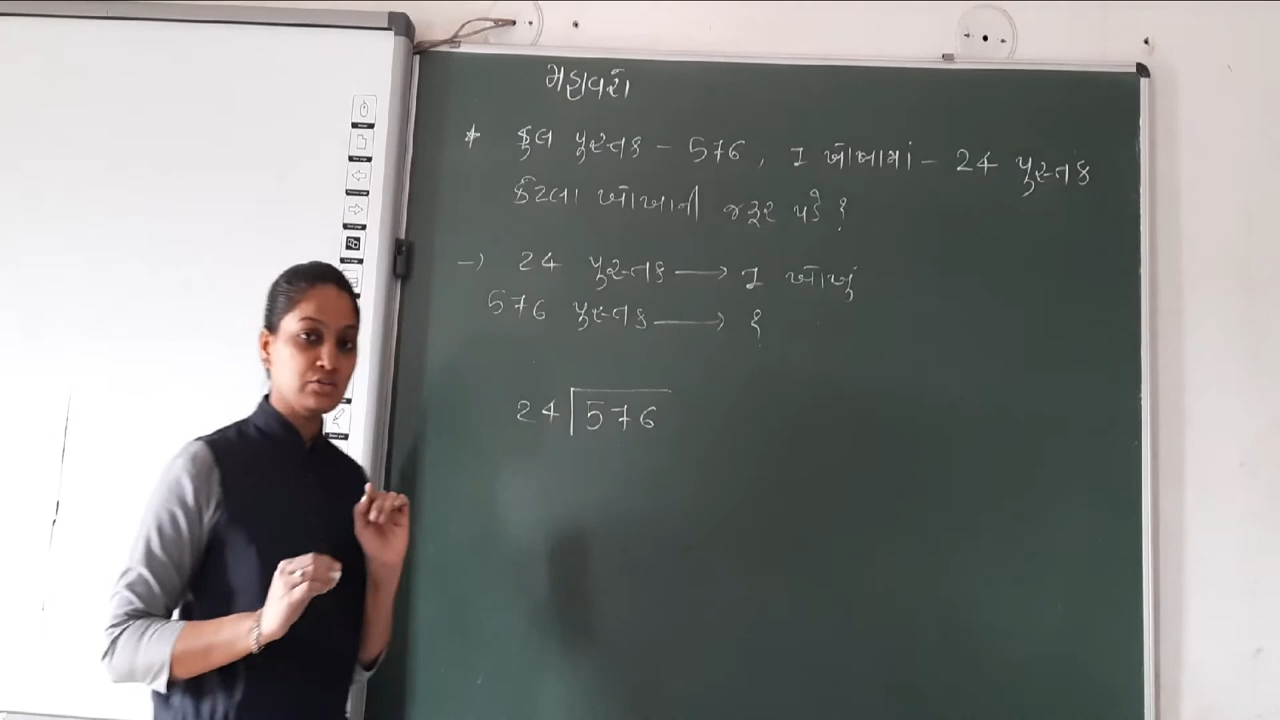 મહાવરો
* કુલ પુસ્તક - 576, 1 ખોખામાં - 24 પુસ્તક
કેટલા ખોખાની જરૂર પડે ?
→ 24 પુસ્તક → 1 ખોખું
576 પુસ્તક → ?
24 576